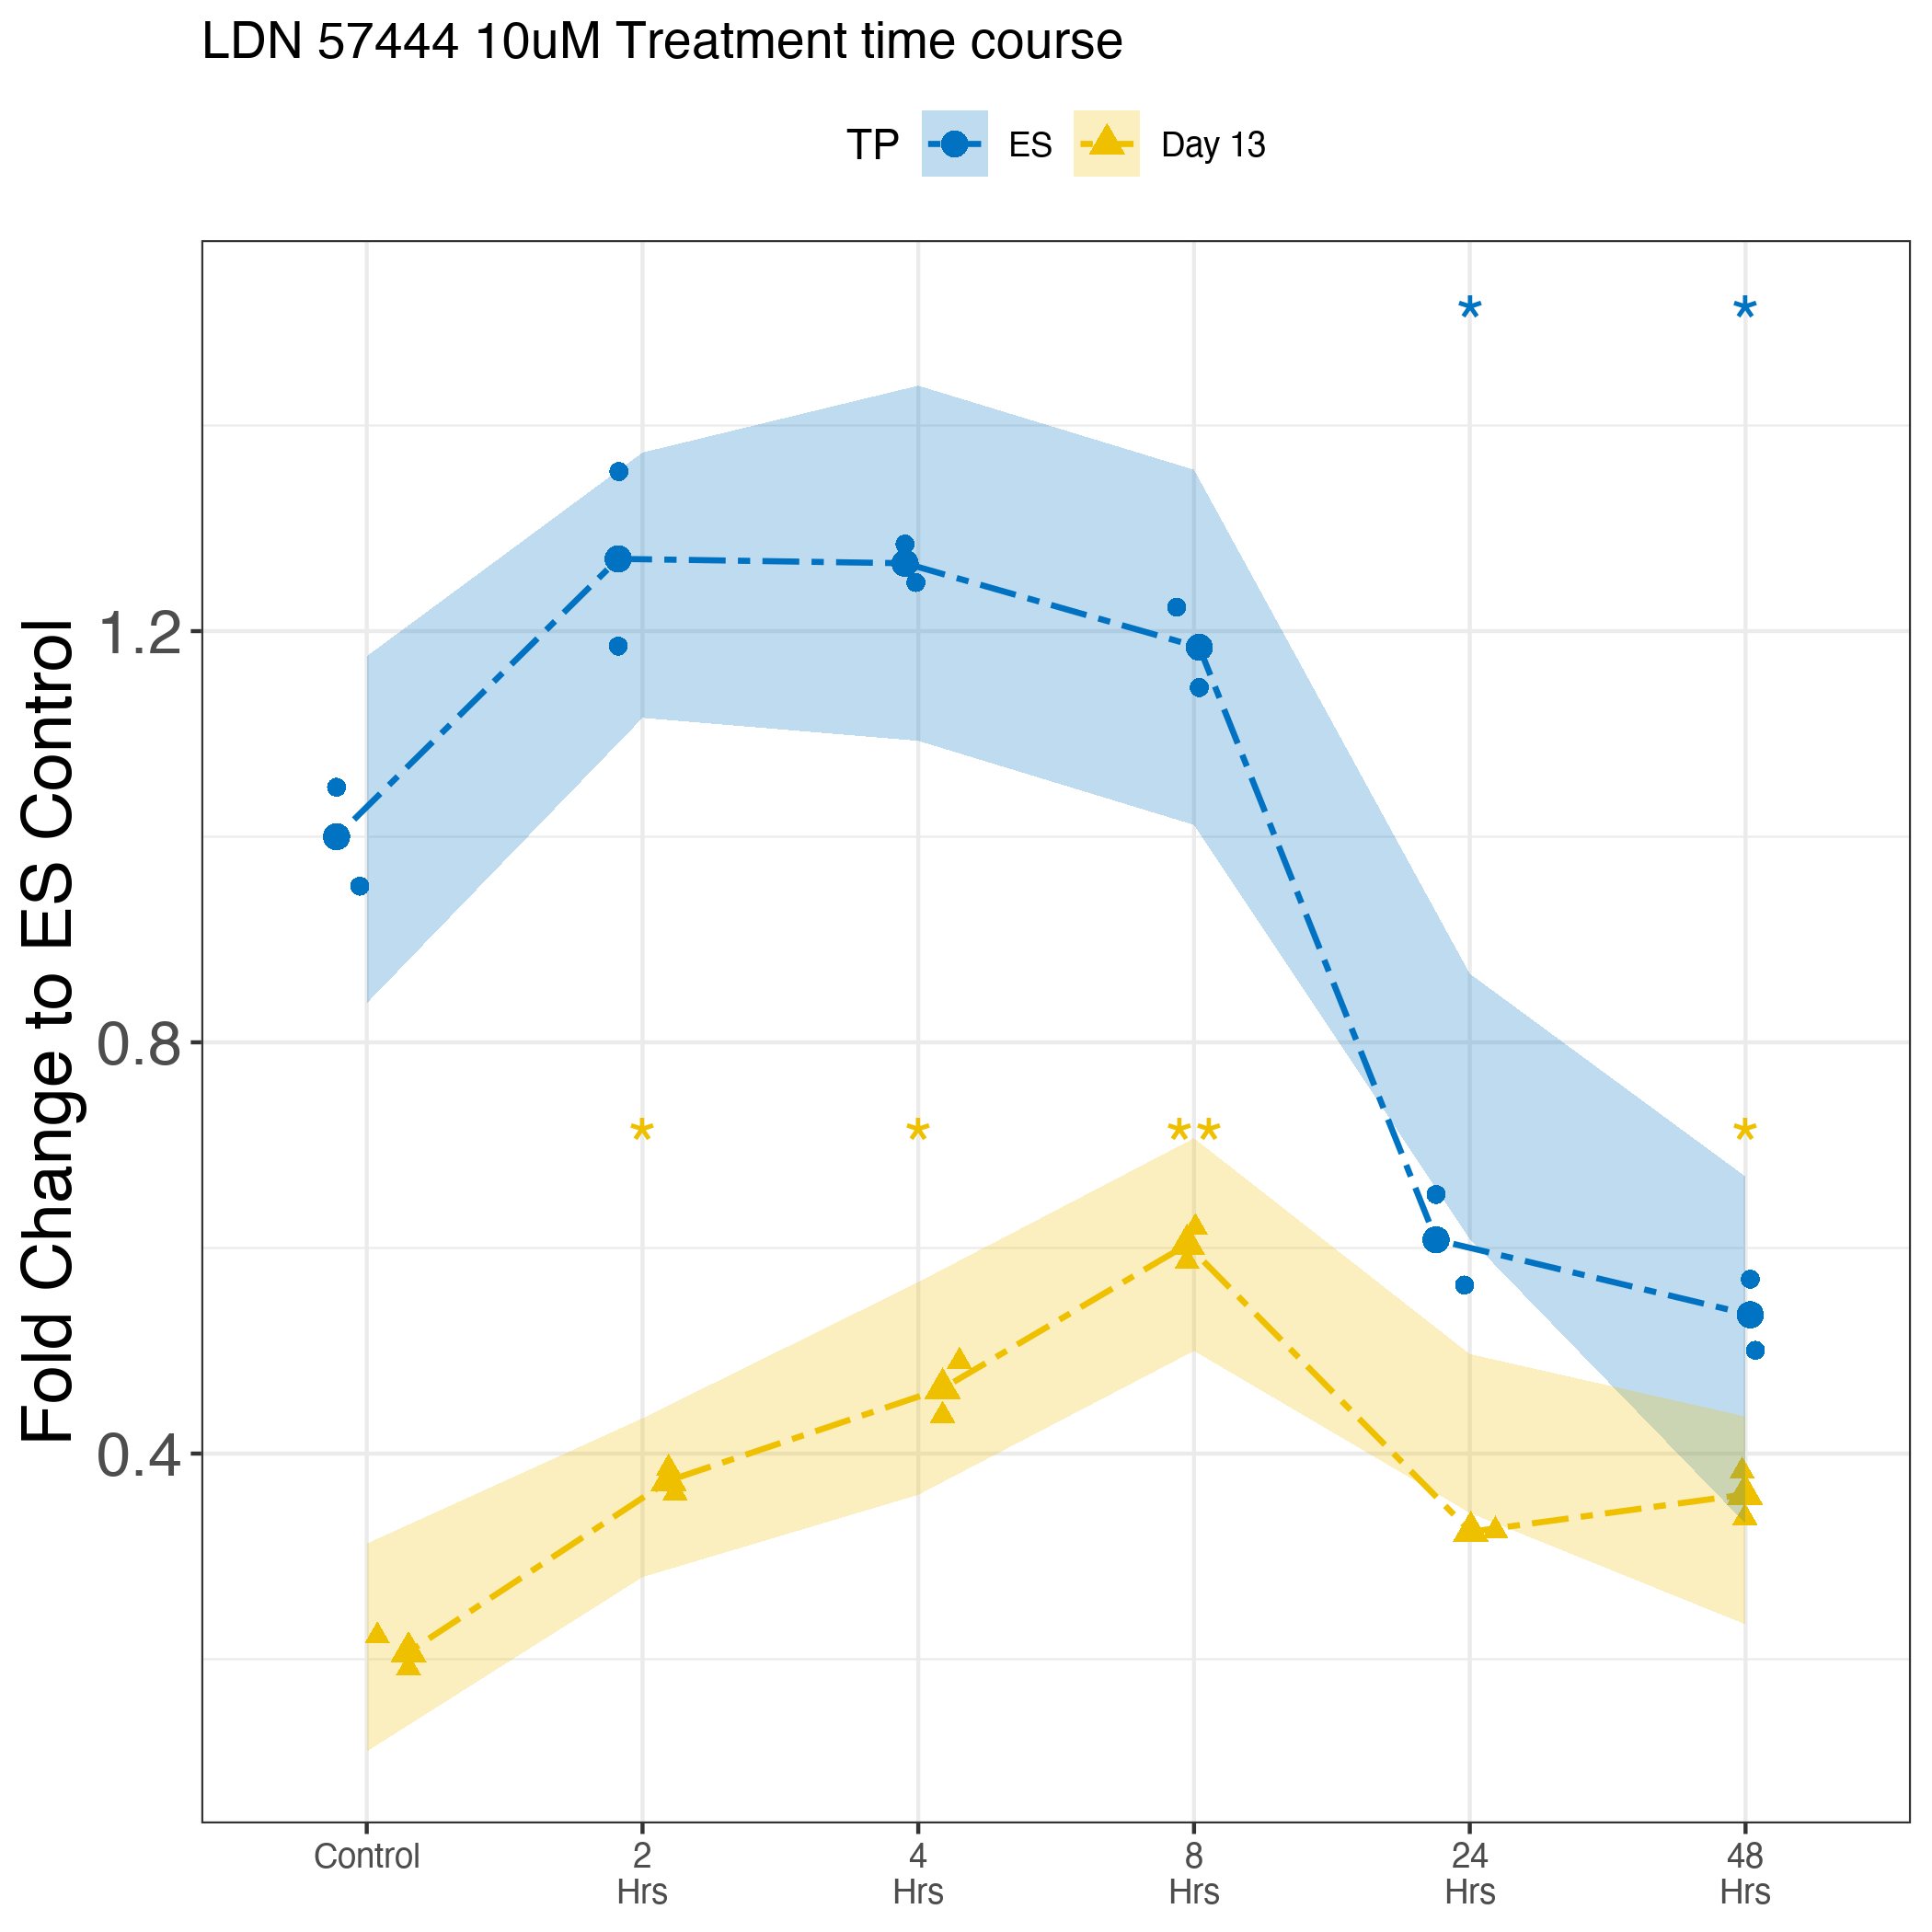 LDN 57444 10uM Treatment time course
TP ES Day 13
Fold Change to ES Control
1.2
0.8
0.4
* *
* * ** *
Control 2 4 8 24 48
Hrs Hrs Hrs Hrs Hrs